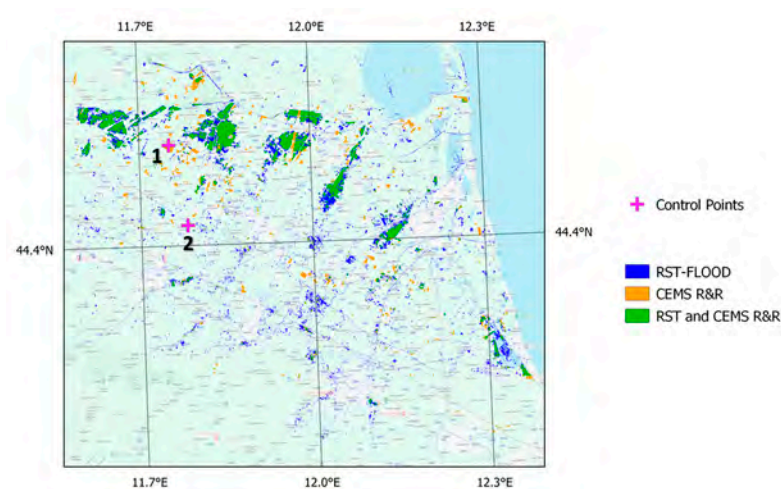 11.7°E 12.0°E 12.3°E
1
2
44.4°N
44.4°N
11.7°E 12.0°E 12.3°E
Control Points
RST-FLOOD
CEMS R&R
RST and CEMS R&R